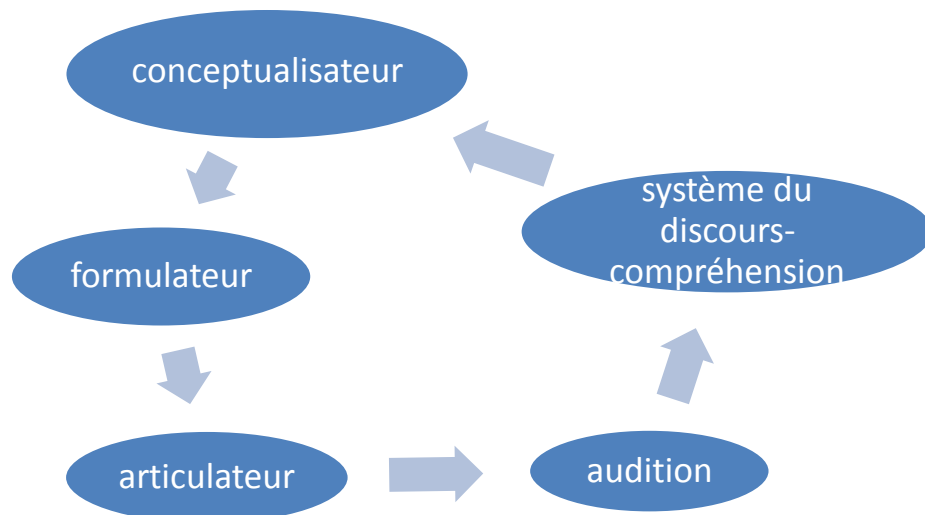 conceptualisateur
système du
discours-
compréhension
formulateur
articulateur
audition